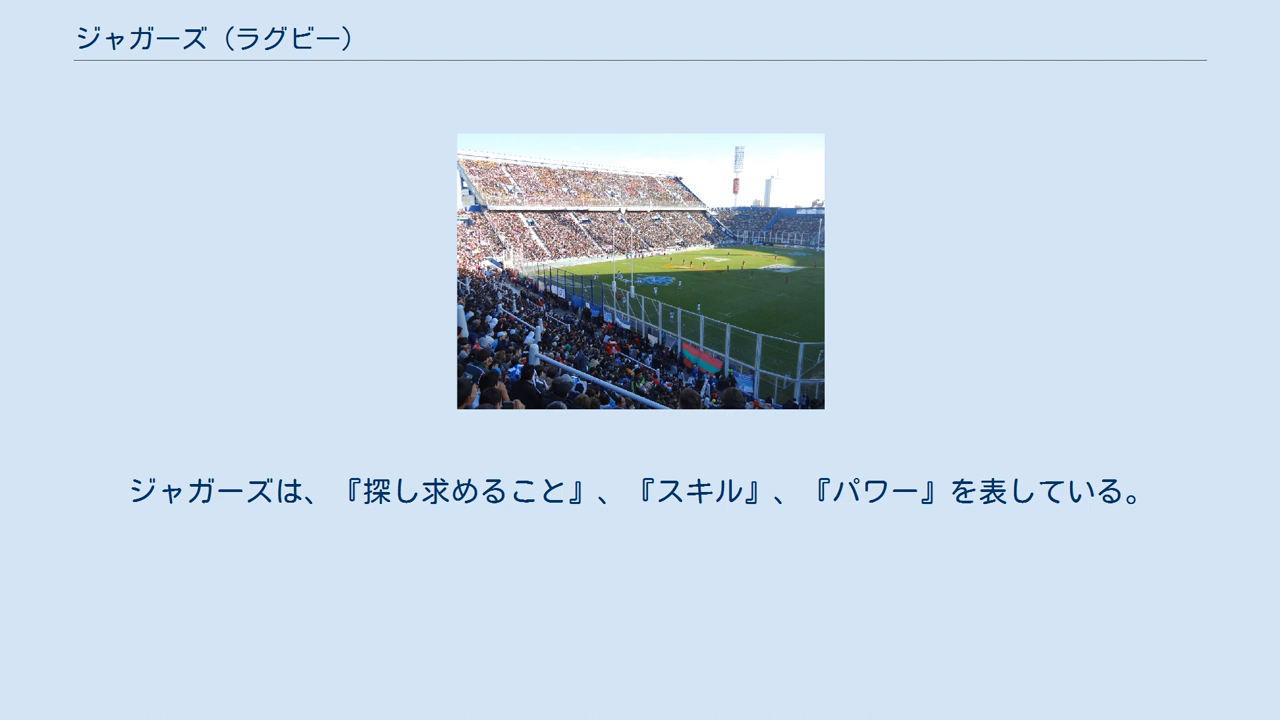 ジャガーズ（ラグビー）
ジャガーズは、『探し求めること』、『スキル』、『パワー』を表している。